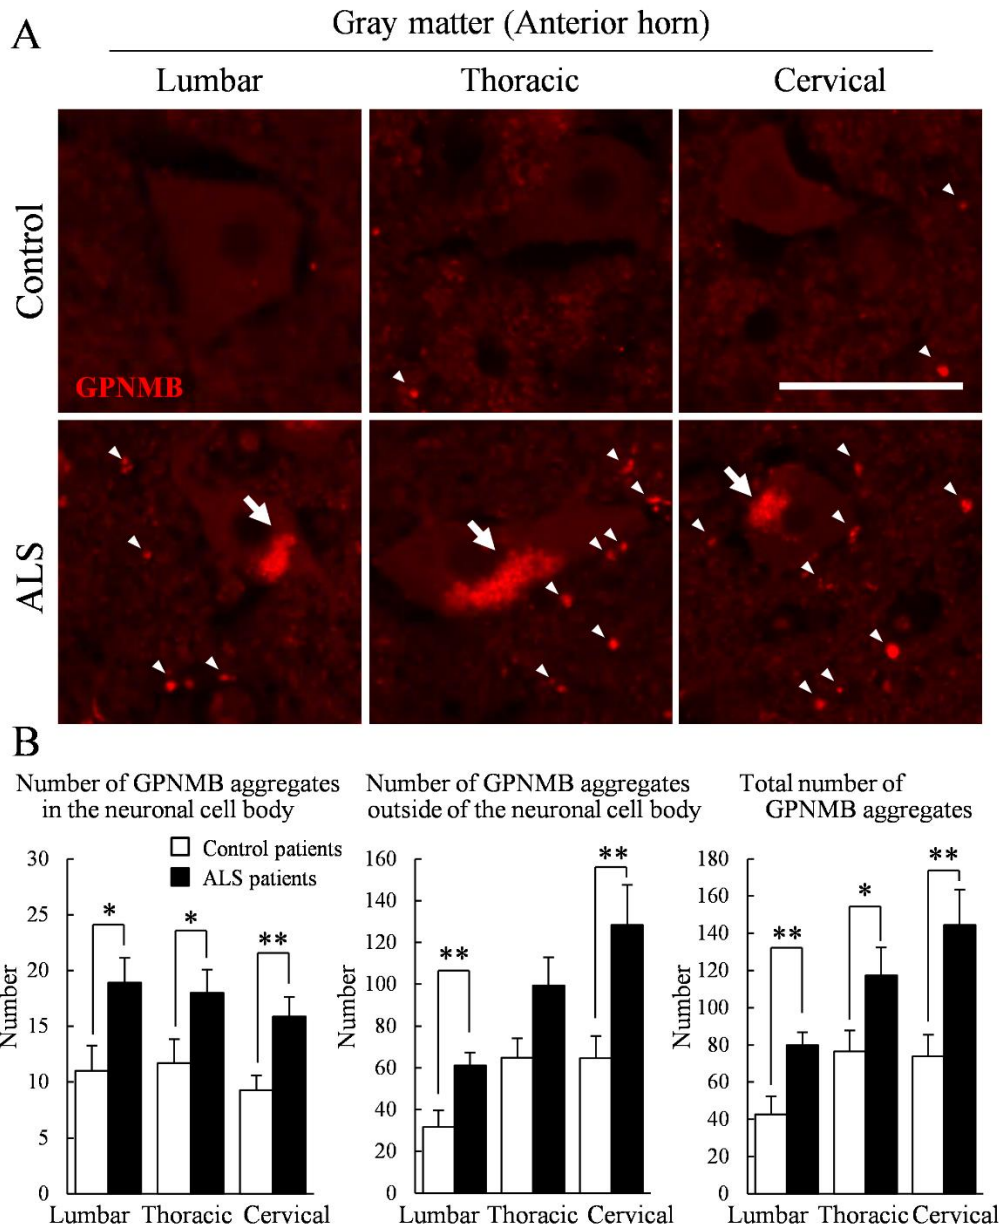 A
Gray matter (Anterior horn)
Lumbar Thoracic Cervical
Control
GPNMB
ALS
B
Number of GPNMB aggregates
in the neuronal cell body
Number
30
25
20
15
10
5
0
Control patients
ALS patients
*
*
**
Lumbar Thoracic Cervical
Number of GPNMB aggregates
outside of the neuronal cell body
Number
160
140
120
100
80
60
40
20
0
**
**
Lumbar Thoracic Cervical
Total number of
GPNMB aggregates
Number
180
160
140
120
100
80
60
40
20
0
**
*
**
Lumbar Thoracic Cervical